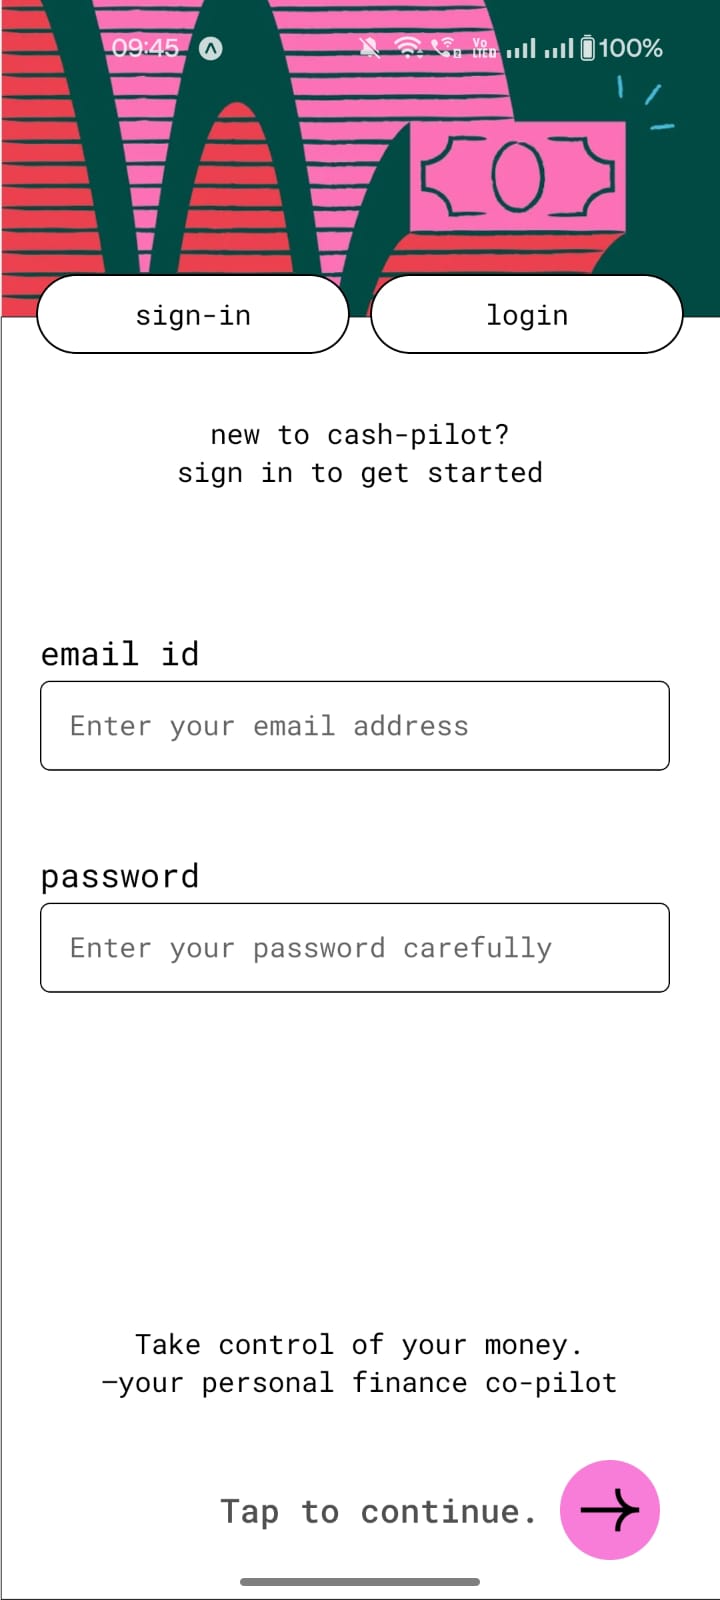 09:45 100%
sign-in login
new to cash-pilot?
sign in to get started
email id
Enter your email address
password
Enter your password carefully
Take control of your money.
—your personal finance co-pilot
Tap to continue.